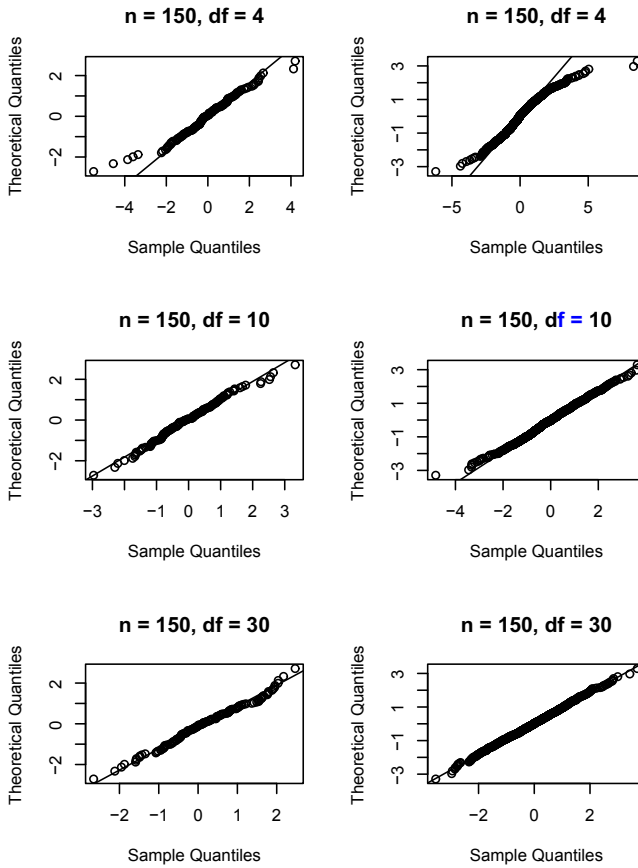 n = 150, df = 4
Theoretical Quantiles
−2 0 2
−4 −2 0 2 4
Sample Quantiles
n = 150, df = 4
Theoretical Quantiles
−3 −1 1 3
−5 0 5
Sample Quantiles
n = 150, df = 10
Theoretical Quantiles
−2 0 2
−3 −1 0 1 2 3
Sample Quantiles
n = 150, df = 10
Theoretical Quantiles
−3 −1 1 3
−4 −2 0 2
Sample Quantiles
n = 150, df = 30
Theoretical Quantiles
−2 0 2
−2 −1 0 1 2
Sample Quantiles
n = 150, df = 30
Theoretical Quantiles
−3 −1 1 3
−4 −2 0 2
Sample Quantiles